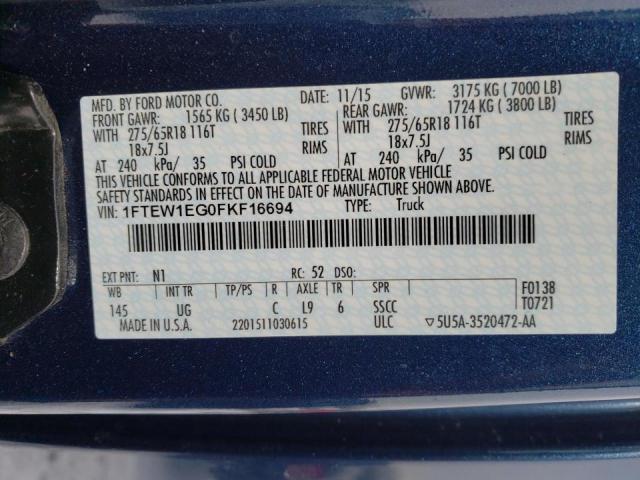 MFD. BY FORD MOTOR CO. DATE: 11/15 GVWR: 3175 KG ( 7000 LB)
FRONT GAWR: 1565 KG ( 3450 LB) REAR GAWR: 1724 KG ( 3800 LB)
WITH 275/65R18 116T TIRES WITH 275/65R18 116T TIRES
18x7.5J RIMS 18x7.5J RIMS
AT 240 kPa/ 35 PSI COLD AT 240 kPa/ 35 PSI COLD
THIS VEHICLE CONFORMS TO ALL APPLICABLE FEDERAL MOTOR VEHICLE
SAFETY STANDARDS IN EFFECT ON THE DATE OF MANUFACTURE SHOWN ABOVE.
VIN: 1FTEW1EG0FKF16694 TYPE: Truck
EXT PNT: N1 RC: 52 DSO:
WB INT TR TP/PS R AXLE TR SPR F0138
145 UG C L9 6 SSCC T0721
MADE IN U.S.A. 2201511030615 ULC ▽5U5A-3520472-AA